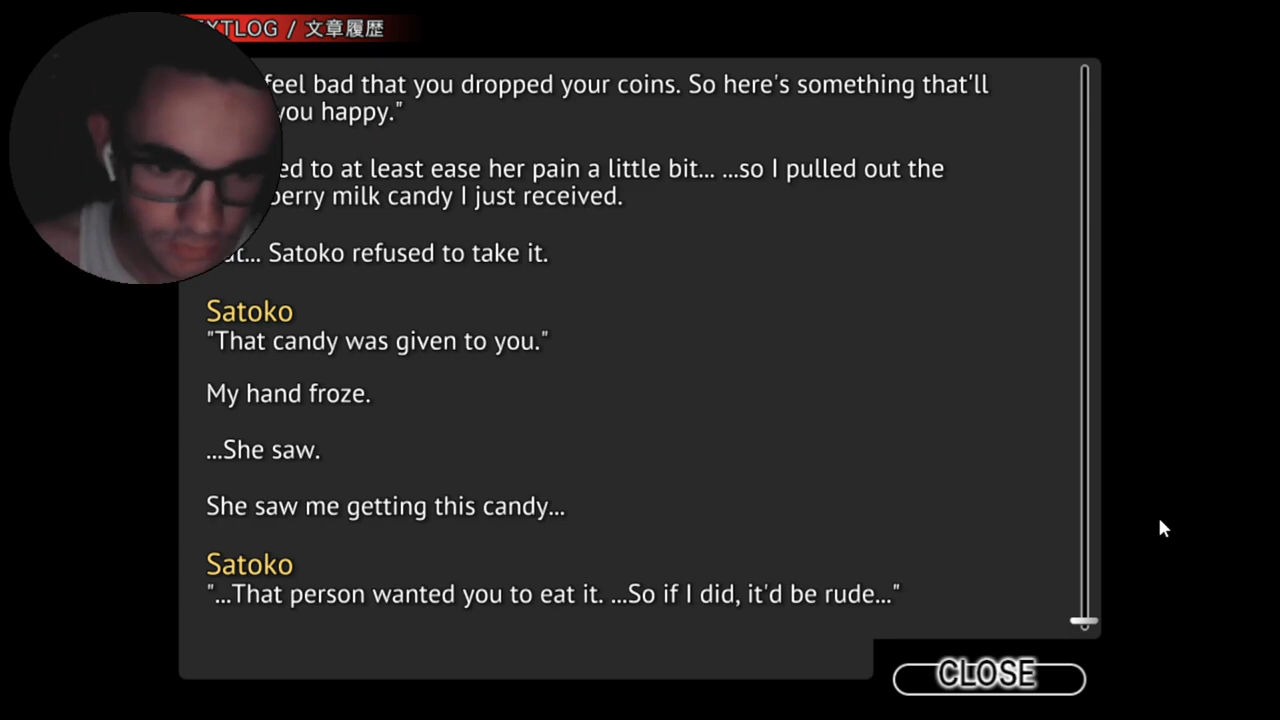 TLOG / 文章履歴
feel bad that you dropped your coins. So here's something that'll
you happy."
to at least ease her pain a little bit... ...so I pulled out the
milk candy I just received.
Satoko refused to take it.
Satoko
"That candy was given to you."
My hand froze.
...She saw.
She saw me getting this candy...
Satoko
"...That person wanted you to eat it. ...So if I did, it'd be rude..."
CLOSE